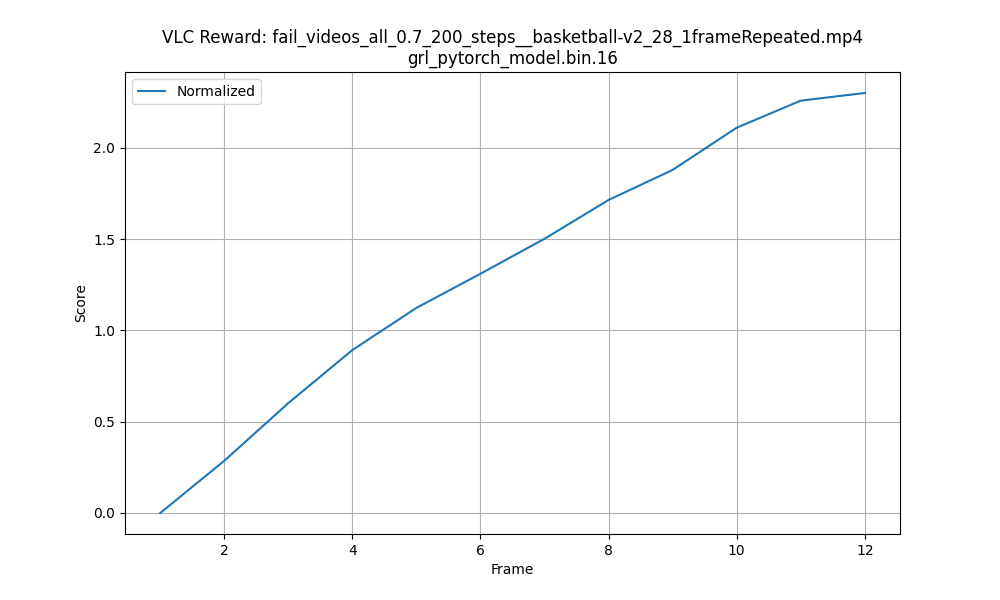 VLC Reward: fail_videos_all_0.7_200_steps__basketball-v2_28_1frameRepeated.mp4
grl_pytorch_model.bin.16
Normalized
2.0
1.5
1.0
0.5
0.0
Score
2 4 6 8 10 12
Frame